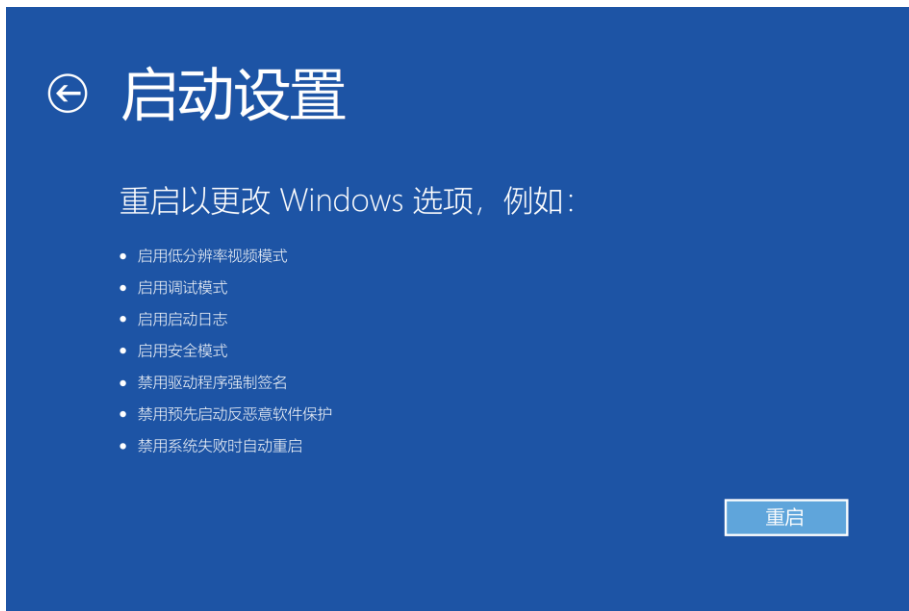 启动设置
重启以更改 Windows 选项，例如：
启用低分辨率视频模式
启用调试模式
启用启动日志
启用安全模式
禁用驱动程序强制签名
禁用预先启动反恶意软件保护
禁用系统失败时自动重启
重启